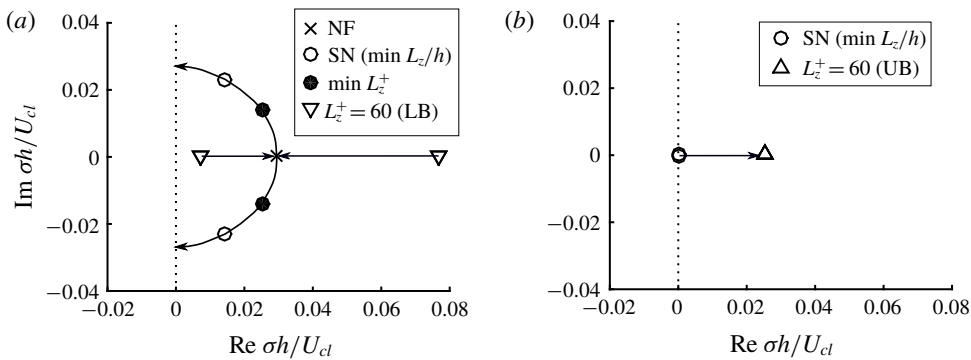 (a)
0.04
0.02
0
−0.02
−0.04
Im σh/U_cl
−0.02 0 0.02 0.04 0.06 0.08
Re σh/U_cl
NF
SN (min L_z/h)
min L_z^+
L_z^+ = 60 (LB)
(b)
0.04
0.02
0
−0.02
−0.04
−0.02 0 0.02 0.04 0.06 0.08
Re σh/U_cl
SN (min L_z/h)
L_z^+ = 60 (UB)